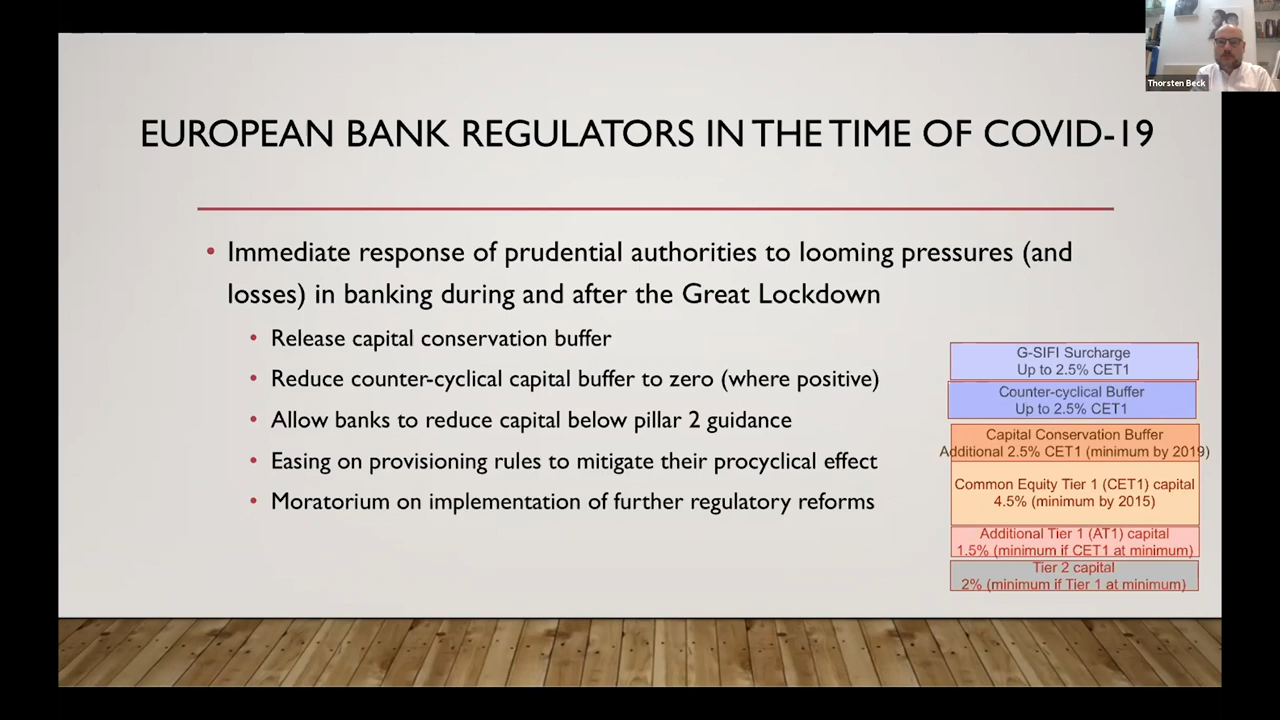 Thorsten Beck
EUROPEAN BANK REGULATORS IN THE TIME OF COVID-19
• Immediate response of prudential authorities to looming pressures (and
losses) in banking during and after the Great Lockdown
• Release capital conservation buffer
• Reduce counter-cyclical capital buffer to zero (where positive)
• Allow banks to reduce capital below pillar 2 guidance
• Easing on provisioning rules to mitigate their procyclical effect
• Moratorium on implementation of further regulatory reforms
G-SIFI Surcharge
Up to 2.5% CET1
Counter-cyclical Buffer
Up to 2.5% CET1
Capital Conservation Buffer
Additional 2.5% CET1 (minimum by 2019)
Common Equity Tier 1 (CET1) capital
4.5% (minimum by 2015)
Additional Tier 1 (AT1) capital
1.5% (minimum if CET1 at minimum)
Tier 2 capital
2% (minimum if Tier 1 at minimum)